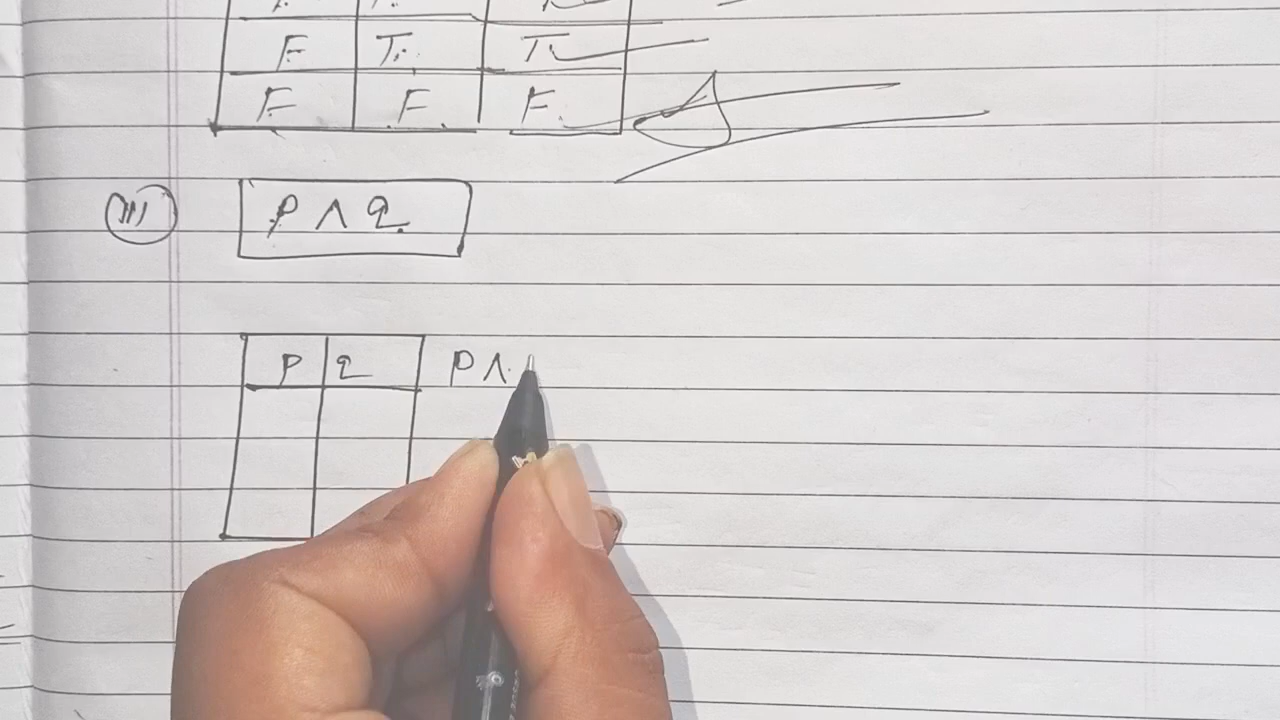 F T. T
F F F.
(III) P ∧ q.
P q P ∧